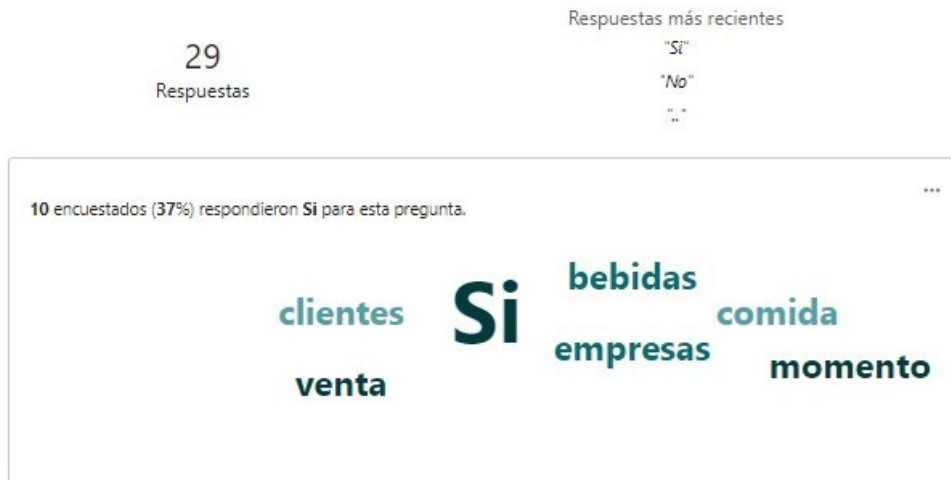 29
Respuestas
Respuestas más recientes
"Si"
"No"
".."
...
10 encuestados (37%) respondieron Si para esta pregunta.
bebidas
clientes Si comida
empresas
venta momento